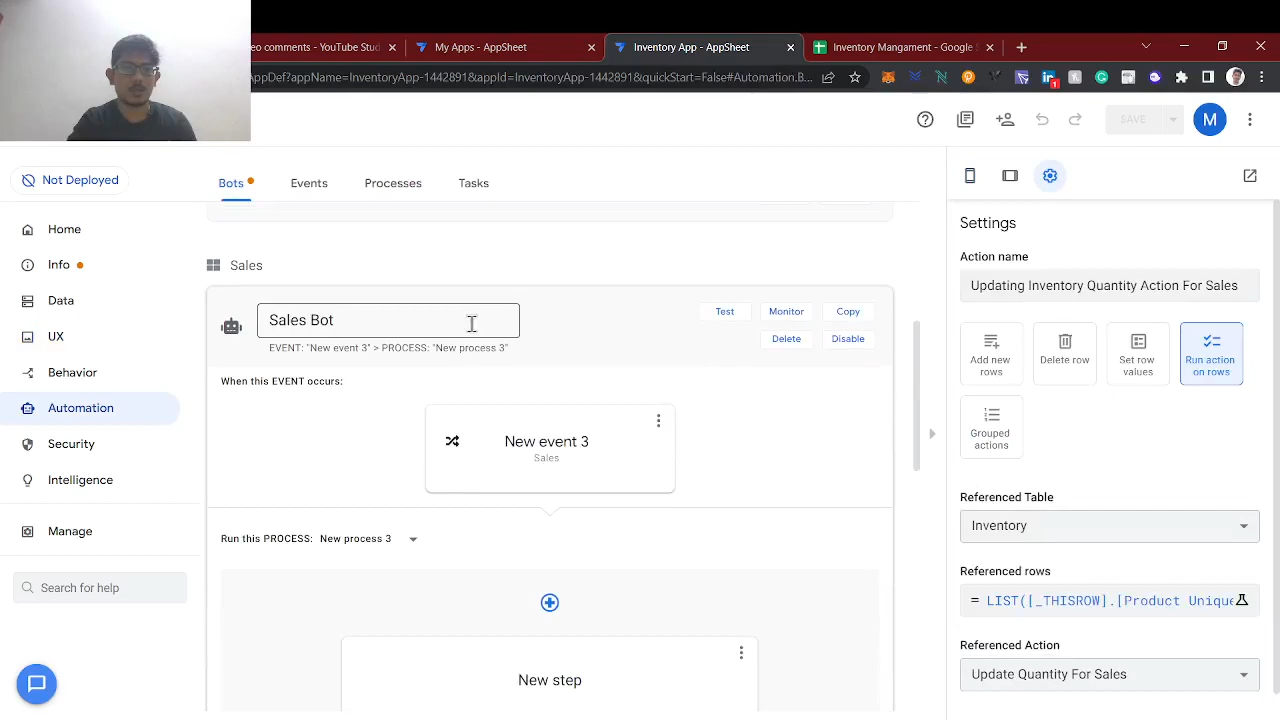 eo comments - YouTube Stud
My Apps - AppSheet
Inventory App - AppSheet
Inventory Mangament - Google
AppDef?appName=InventoryApp-1442891&appId=InventoryApp-1442891&quickStart=False#Automation.B...
1
SAVE
M
Not Deployed
Bots
Events
Processes
Tasks
Home
Info
Data
UX
Behavior
Automation
Security
Intelligence
Manage
Search for help
Sales
Sales Bot
EVENT: "New event 3" > PROCESS: "New process 3"
Test
Monitor
Copy
Delete
Disable
When this EVENT occurs:
New event 3
Sales
Run this PROCESS: New process 3
New step
Settings
Action name
Updating Inventory Quantity Action For Sales
Add new
rows
Delete row
Set row
values
Run action
on rows
Grouped
actions
Referenced Table
Inventory
Referenced rows
= LIST([_THISROW].[Product Unique
Referenced Action
Update Quantity For Sales